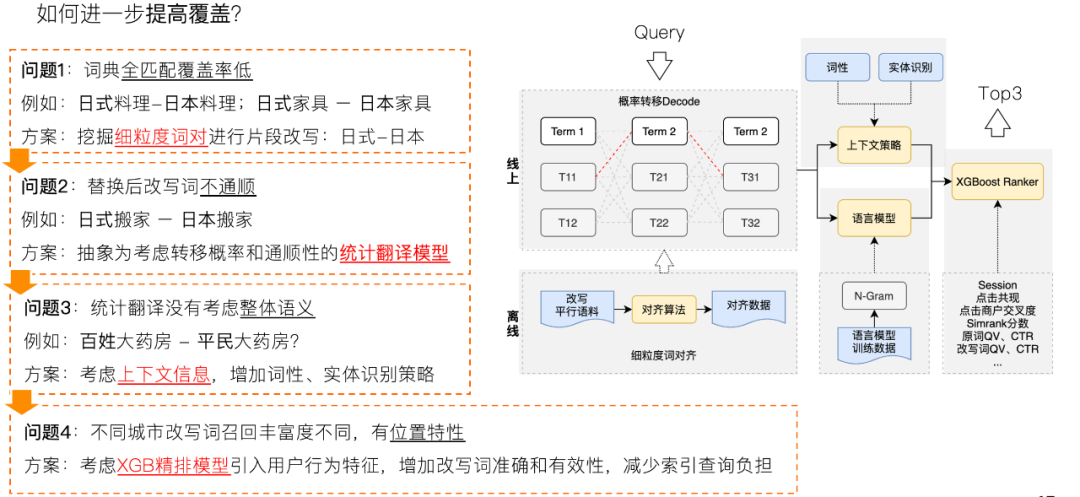 如何进一步提高覆盖？
问题1：词典全匹配覆盖率低
例如：日式料理-日本料理；日式家具 － 日本家具
方案：挖掘细粒度词对进行片段改写：日式-日本
问题2：替换后改写词不通顺
例如：日式搬家 － 日本搬家
方案：抽象为考虑转移概率和通顺性的统计翻译模型
问题3：统计翻译没有考虑整体语义
例如：百姓大药房 - 平民大药房？
方案：考虑上下文信息，增加词性、实体识别策略
问题4：不同城市改写词召回丰富度不同，有位置特性
方案：考虑XGB精排模型引入用户行为特征，增加改写词准确和有效性，减少索引查询负担
Query
概率转移Decode
Term 1
Term 2
Term 2
T11
T21
T31
T12
T22
T32
线上
改写
平行语料
对齐算法
对齐数据
细粒度词对齐
离线
词性
实体识别
上下文策略
语言模型
N-Gram
语言模型
训练数据
Top3
XGBoost Ranker
Session
点击共现
点击商户交叉度
Simrank分数
原词QV、CTR
改写词QV、CTR
...